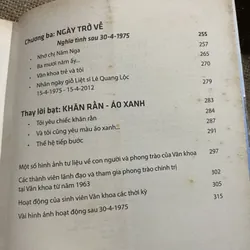 Chương ba: NGÀY TRỞ VỀ 255
Nghĩa tình sau 30-4-1975
• Nhớ chị Năm Nga 257
• Ba mươi năm ấy... 260
• Văn khoa trẻ và tôi 265
• Nhân ngày giỗ Liệt sĩ Lê Quang Lộc 277
15-4-1975 - 15-4-2012
Thay lời bạt: KHĂN RẰN - ÁO XANH 283
• Tôi yêu chiếc khăn rằn 284
• Và tôi cũng yêu màu áo xanh 287
• Thế hệ tiếp bước 291
Một số hình ảnh tư liệu về con người và phong trào của Văn khoa 297
Các thành viên lãnh đạo và tham gia phong trào chính trị
tại Văn khoa từ năm 1963 302
Hoạt động của sinh viên Văn khoa các thời kỳ 305
Vài hình ảnh hoạt động sau 30-4-1975 315